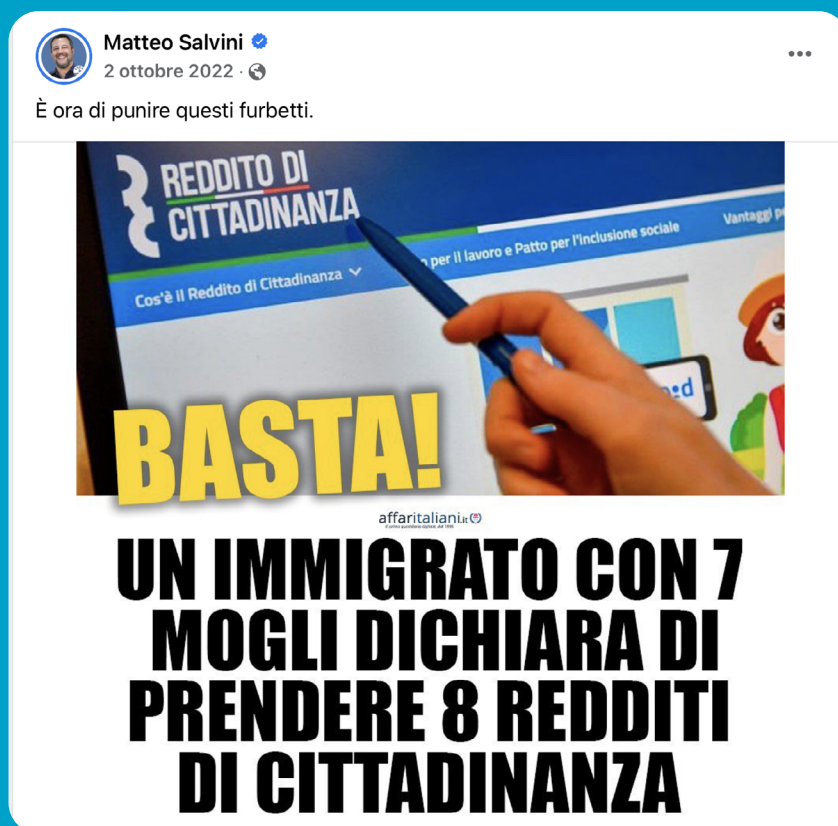 Matteo Salvini
2 ottobre 2022 ·
È ora di punire questi furbetti.
REDDITO DI
CITTADINANZA
Cos'è il Reddito di Cittadinanza
per il lavoro e Patto per l'inclusione sociale
Vantaggi
BASTA!
affaritaliani.it
UN IMMIGRATO CON 7
MOGLI DICHIARA DI
PRENDERE 8 REDDITI
DI CITTADINANZA